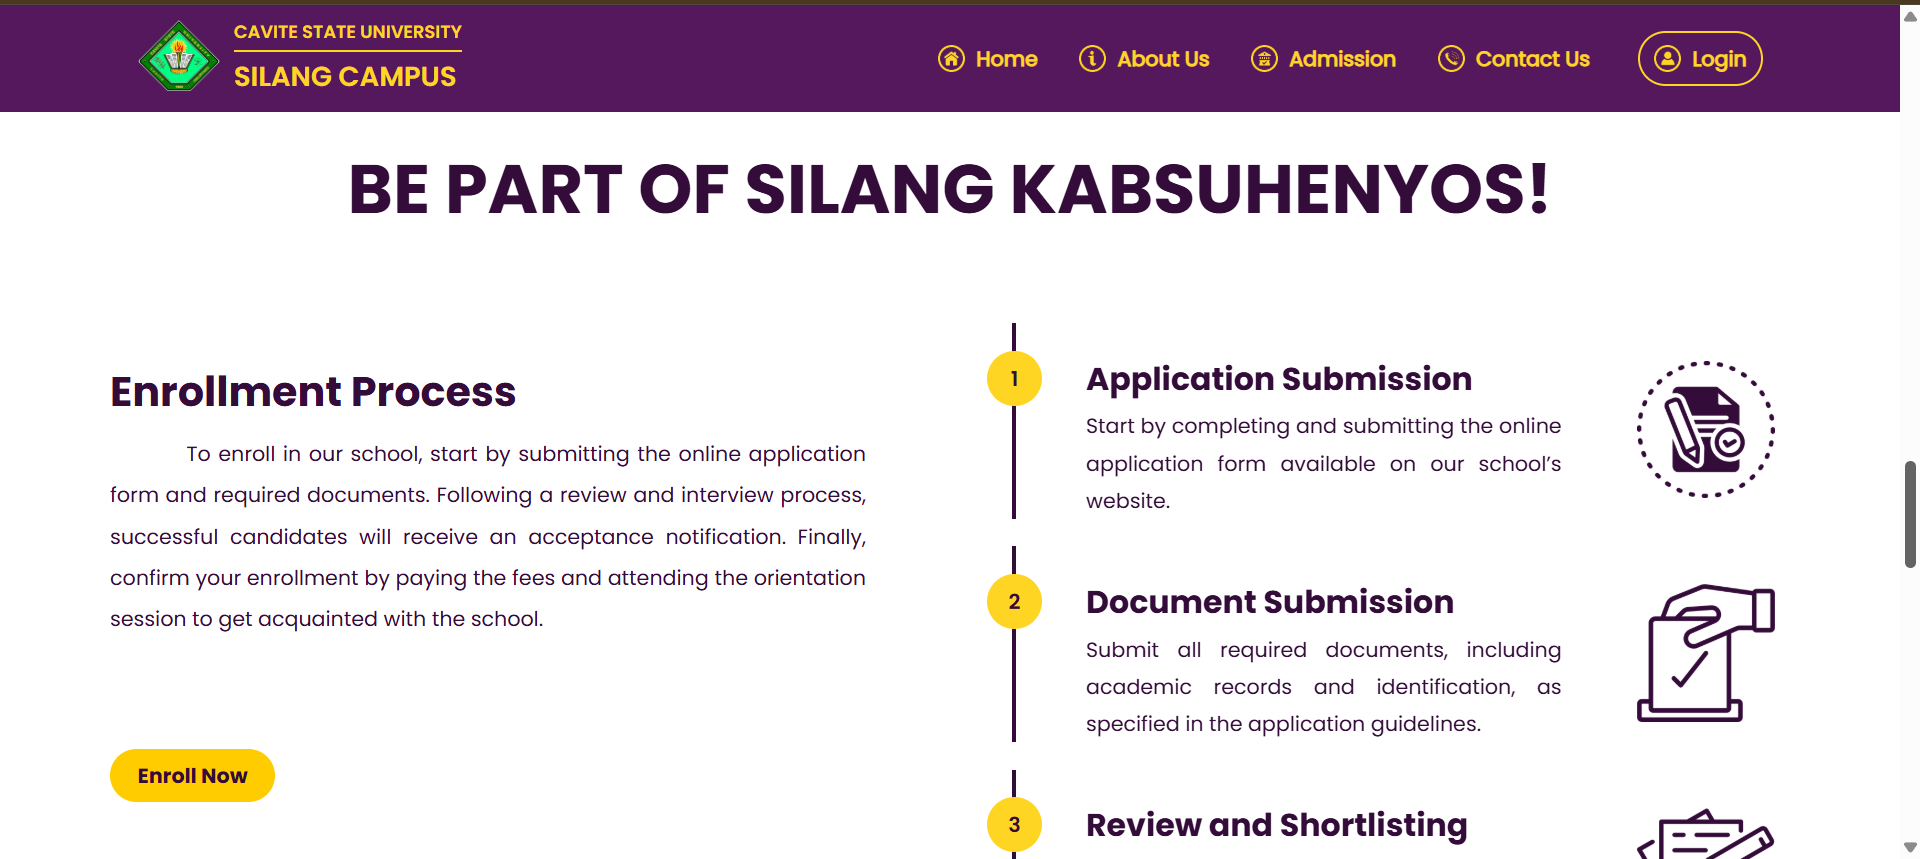 CAVITE STATE UNIVERSITY
SILANG CAMPUS
Home
About Us
Admission
Contact Us
Login
BE PART OF SILANG KABSUHENYOS!
Enrollment Process
To enroll in our school, start by submitting the online application
form and required documents. Following a review and interview process,
successful candidates will receive an acceptance notification. Finally,
confirm your enrollment by paying the fees and attending the orientation
session to get acquainted with the school.
Enroll Now
1
Application Submission
Start by completing and submitting the online
application form available on our school’s
website.
2
Document Submission
Submit all required documents, including
academic records and identification, as
specified in the application guidelines.
3
Review and Shortlisting